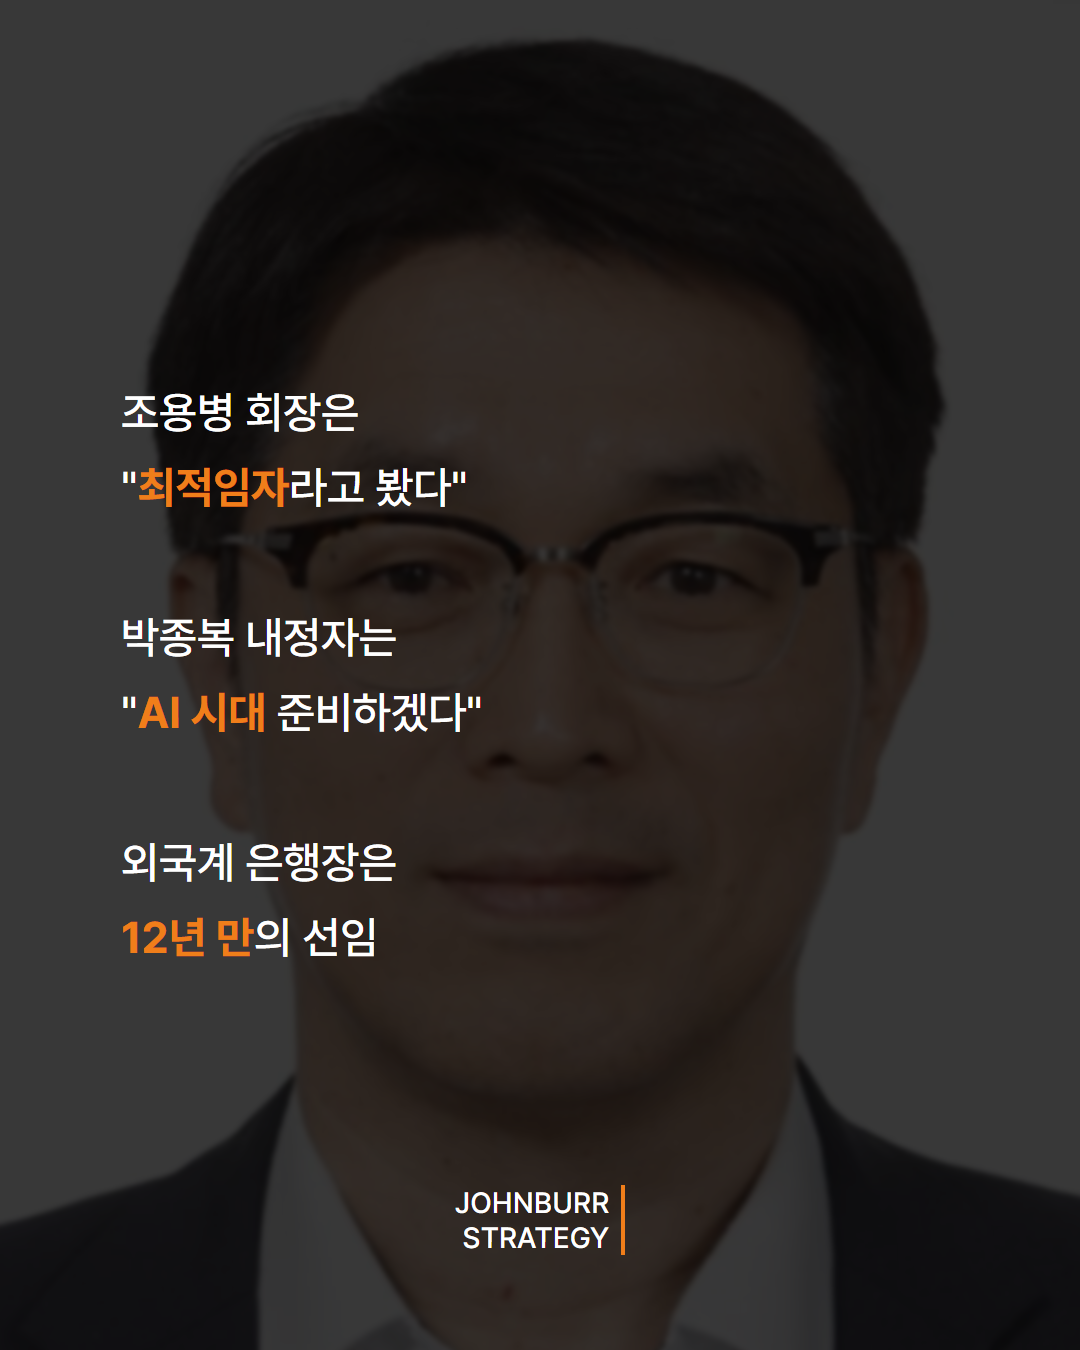 조용병 회장은
"최적임자라고 봤다"
박종복 내정자는
"AI 시대 준비하겠다"
외국계 은행장은
12년 만의 선임
JOHNBURR
STRATEGY